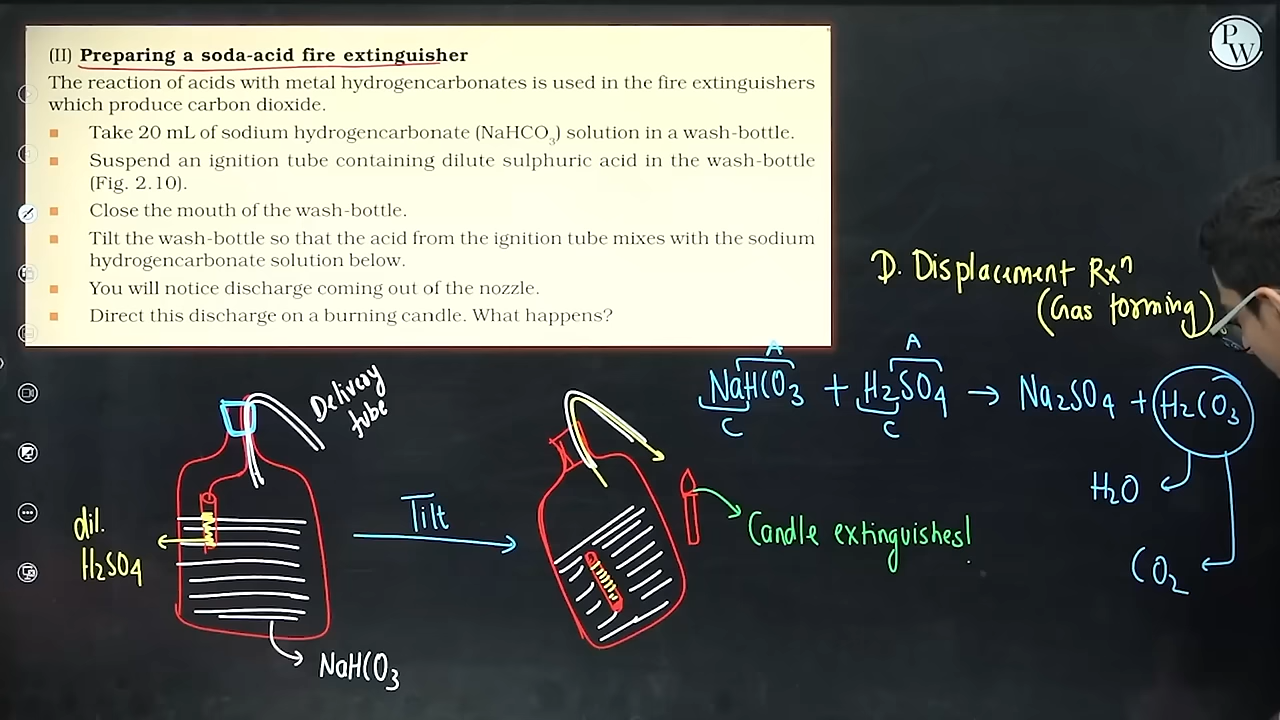 (II) Preparing a soda-acid fire extinguisher
The reaction of acids with metal hydrogencarbonates is used in the fire extinguishers
which produce carbon dioxide.
■ Take 20 mL of sodium hydrogencarbonate (NaHCO₃) solution in a wash-bottle.
■ Suspend an ignition tube containing dilute sulphuric acid in the wash-bottle
(Fig. 2.10).
■ Close the mouth of the wash-bottle.
■ Tilt the wash-bottle so that the acid from the ignition tube mixes with the sodium
hydrogencarbonate solution below.
■ You will notice discharge coming out of the nozzle.
■ Direct this discharge on a burning candle. What happens?
PW
D. Displacement Rxⁿ
(Gas forming)
A A
NaHCO₃ + H₂SO₄ → Na₂SO₄ + H₂CO₃
C C
H₂O
CO₂
Delivery
tube
dil.
H₂SO₄
Tilt
Candle extinguishes!
NaHCO₃